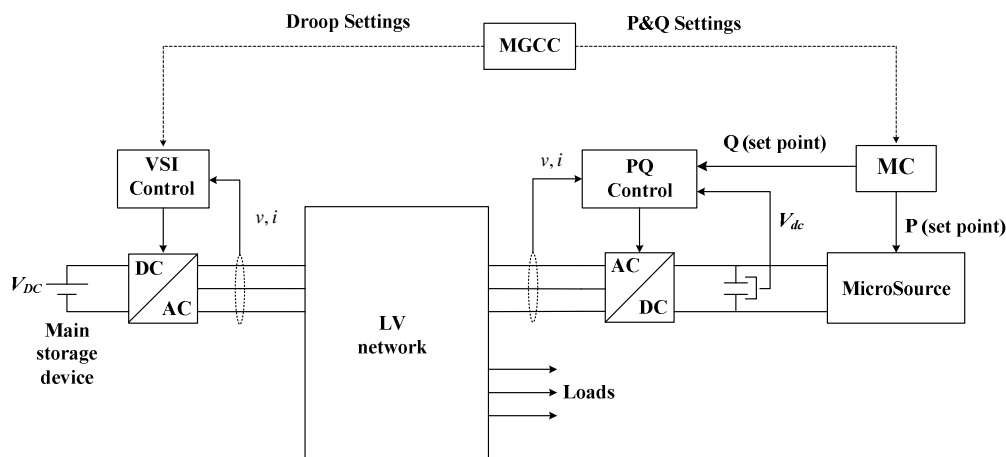 Droop Settings
MGCC
P&Q Settings
VSI
Control
v, i
v, i
PQ
Control
Q (set point)
MC
V_dc
P (set point)
V_DC
DC
AC
Main
storage
device
LV
network
AC
DC
MicroSource
Loads